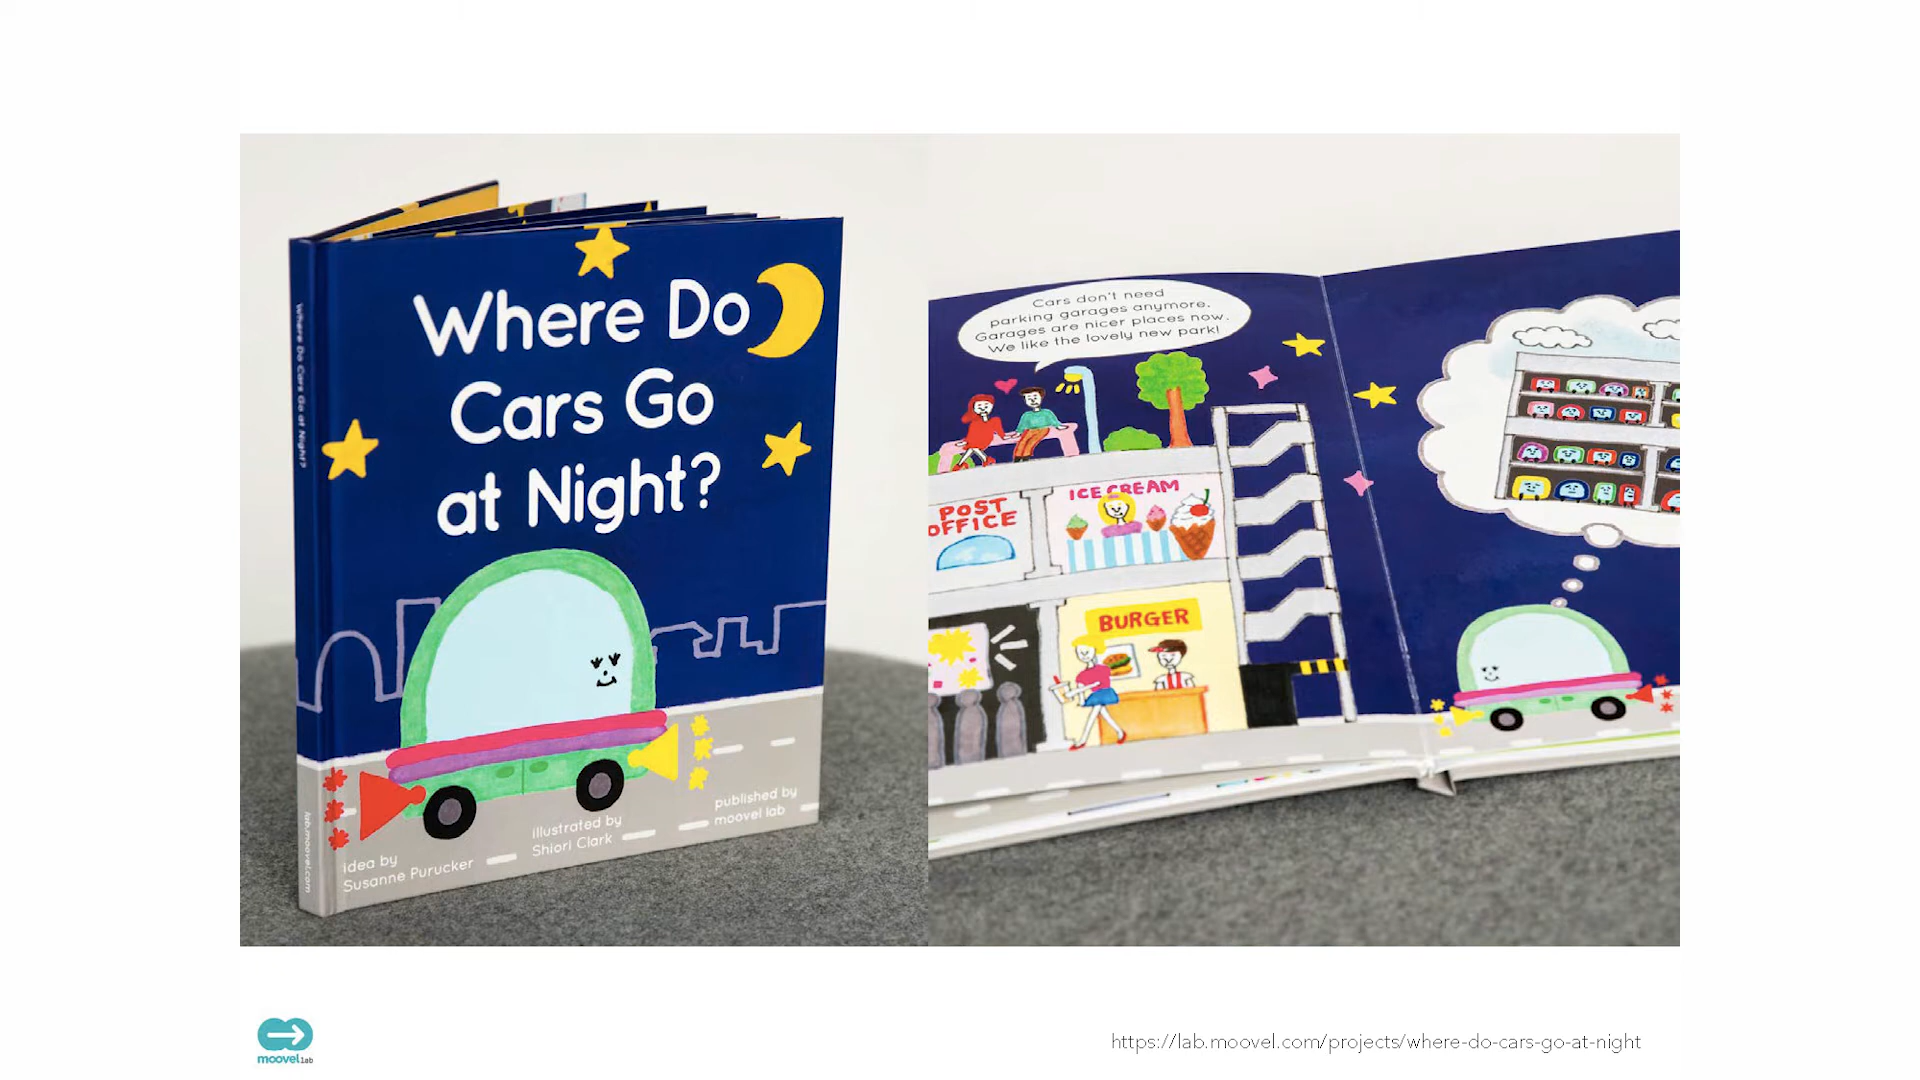 Where Do
Cars Go
at Night?
Where Do Cars Go at Night?
lab.moovel.com
idea by
Susanne Purucker
illustrated by
Shiori Clark
published by
moovel lab
Cars don't need
parking garages anymore.
Garages are nicer places now.
We like the lovely new park!
POST
OFFICE
ICE CREAM
BURGER
moovel lab
https://lab.moovel.com/projects/where-do-cars-go-at-night